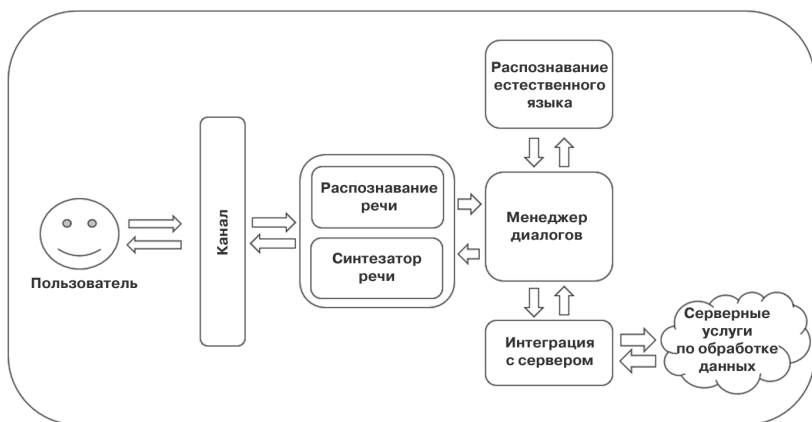 Распознавание
естественного
языка
Распознавание
речи
Менеджер
диалогов
Канал
Синтезатор
речи
Пользователь
Интеграция
с сервером
Серверные
услуги
по обработке
данных